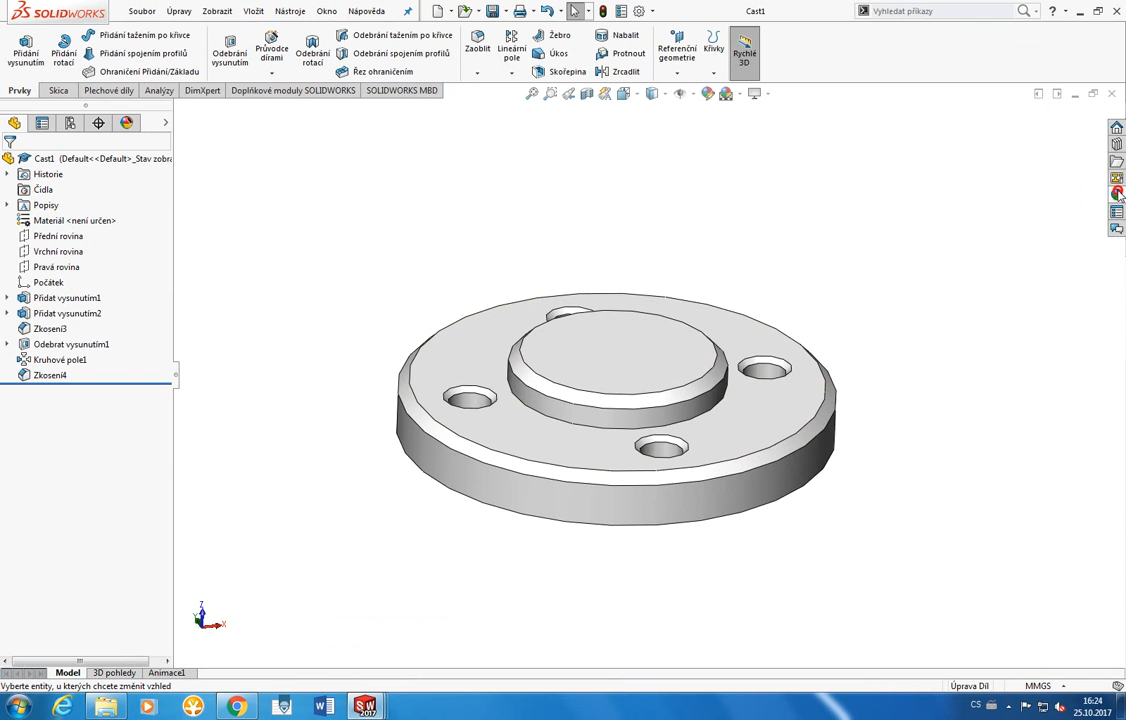 SOLIDWORKS Soubor Úpravy Zobrazit Vložit Nástroje Okno Nápověda Cast1 Vyhledat příkazy
Přidání vysunutím
Přidání rotací
Přidání tažením po křivce
Přidání spojením profilů
Ohraničení Přidání/Základu
Odebrání vysunutím
Průvodce dírami
Odebrání rotací
Odebrání tažením po křivce
Odebrání spojením profilů
Řez ohraničením
Zaoblit
Lineární pole
Žebro
Úkos
Skořepina
Nabalit
Protnout
Zrcadlit
Referenční geometrie
Křivky
Rychlé 3D
Prvky Skica Plechové díly Analýzy DimXpert Doplňkové moduly SOLIDWORKS SOLIDWORKS MBD
Cast1 (Default<<Default>_Stav zobra
Historie
Čidla
Popisy
Materiál <není určen>
Přední rovina
Vrchní rovina
Pravá rovina
Počátek
Přidat vysunutím1
Přidat vysunutím2
Zkosení3
Odebrat vysunutím1
Kruhové pole1
Zkosení4
Z
Y
X
Model 3D pohledy Animace1
Vyberte entity, u kterých chcete změnit vzhled Úprava Díl MMGS
CS 16:24
25.10.2017